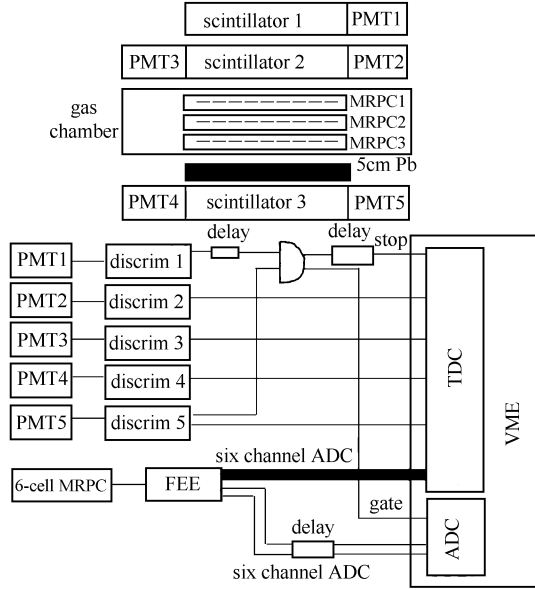 scintillator 1 PMT1
PMT3 scintillator 2 PMT2
gas
chamber
MRPC1
MRPC2
MRPC3
5cm Pb
PMT4 scintillator 3 PMT5
delay delay
stop
PMT1 discrim 1
PMT2 discrim 2
PMT3 discrim 3
PMT4 discrim 4
PMT5 discrim 5
TDC
VME
six channel ADC
6-cell MRPC FEE
gate
ADC
delay
six channel ADC